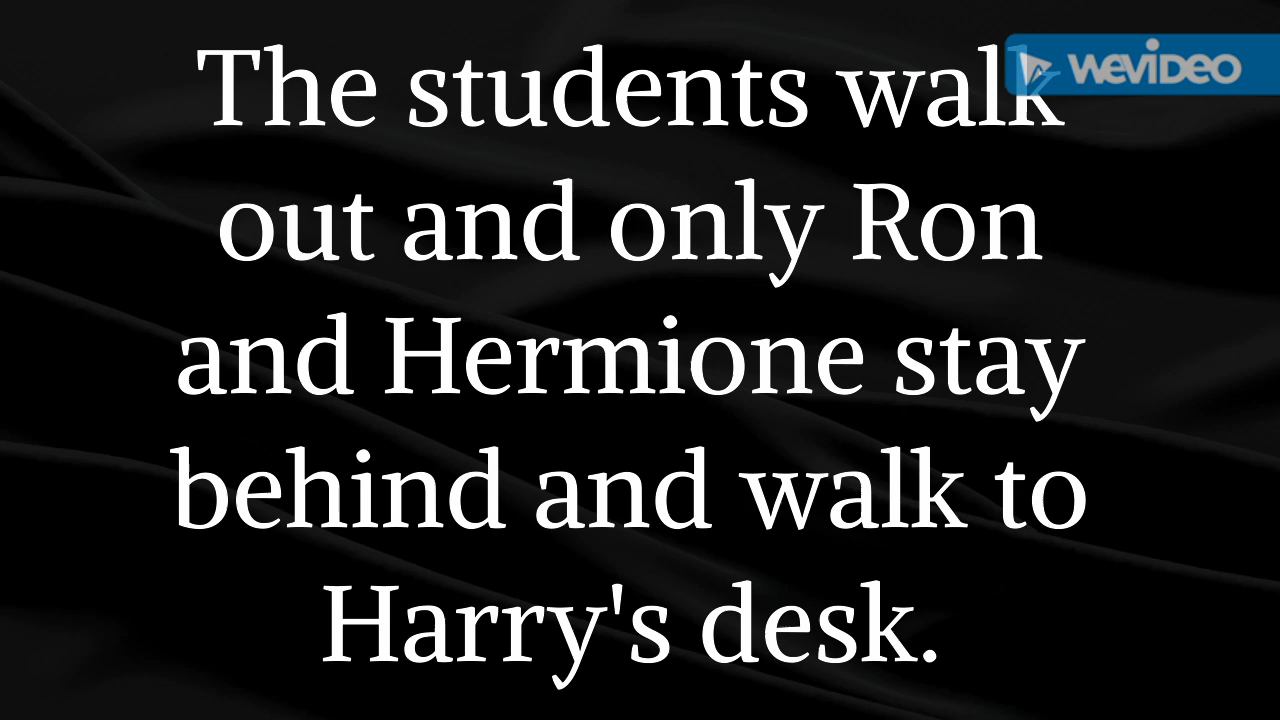 The students walk
WEVIDEO
out and only Ron
and Hermione stay
behind and walk to
Harry's desk.